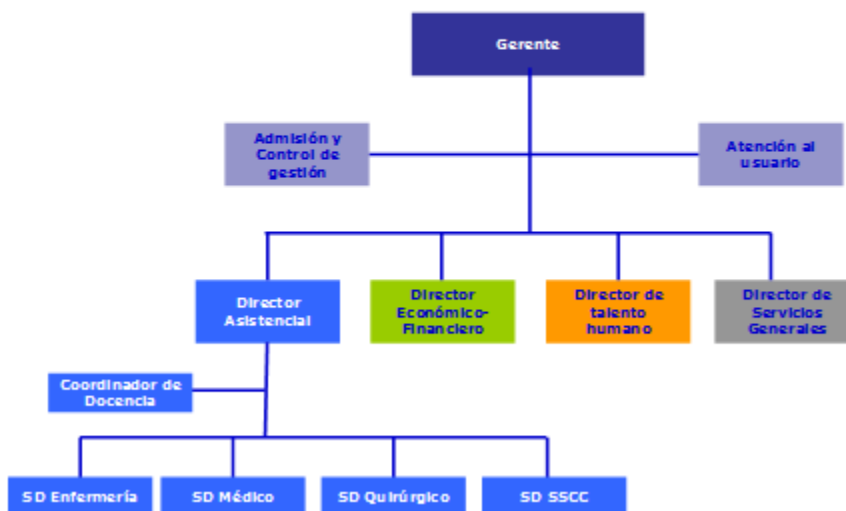 Gerente
Admisión y
Control de
gestión
Atención al
usuario
Director
Asistencial
Director
Económico-
Financiero
Director de
talento
humano
Director de
Servicios
Generales
Coordinador de
Docencia
SD Enfermería
SD Médico
SD Quirúrgico
SD SSCC